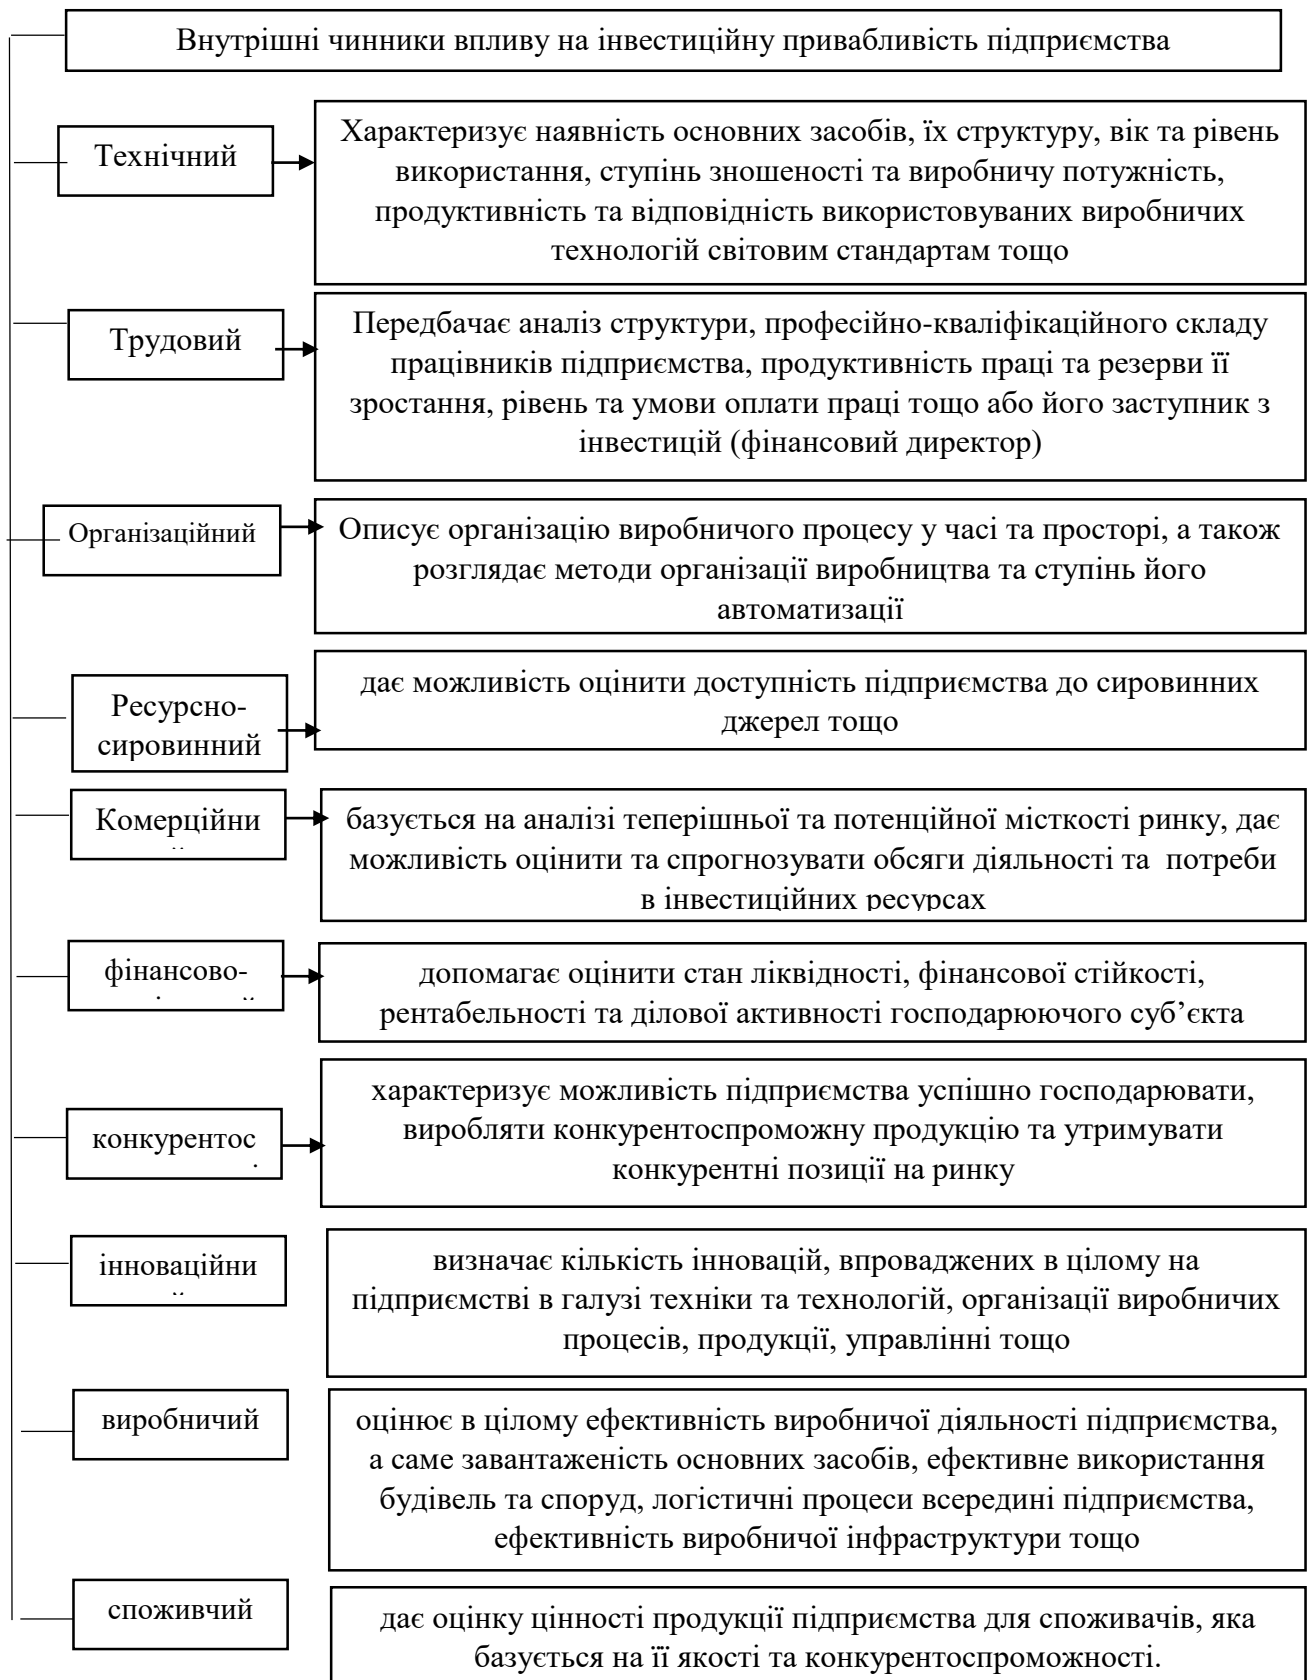 Внутрішні чинники впливу на інвестиційну привабливість підприємства
Технічний
Характеризує наявність основних засобів, їх структуру, вік та рівень
використання, ступінь зношеності та виробничу потужність,
продуктивність та відповідність використовуваних виробничих
технологій світовим стандартам тощо
Трудовий
Передбачає аналіз структури, професійно-кваліфікаційного складу
працівників підприємства, продуктивність праці та резерви її
зростання, рівень та умови оплати праці тощо або його заступник з
інвестицій (фінансовий директор)
Організаційний
Описує організацію виробничого процесу у часі та просторі, а також
розглядає методи організації виробництва та ступінь його
автоматизації
Ресурсно-
сировинний
дає можливість оцінити доступність підприємства до сировинних
джерел тощо
Комерційни
базується на аналізі теперішньої та потенційної місткості ринку, дає
можливість оцінити та спрогнозувати обсяги діяльності та потреби
в інвестиційних ресурсах
фінансово-
допомагає оцінити стан ліквідності, фінансової стійкості,
рентабельності та ділової активності господарюючого суб’єкта
конкурентос
характеризує можливість підприємства успішно господарювати,
виробляти конкурентоспроможну продукцію та утримувати
конкурентні позиції на ринку
інноваційни
визначає кількість інновацій, впроваджених в цілому на
підприємстві в галузі техніки та технологій, організації виробничих
процесів, продукції, управлінні тощо
виробничий
оцінює в цілому ефективність виробничої діяльності підприємства,
а саме завантаженість основних засобів, ефективне використання
будівель та споруд, логістичні процеси всередині підприємства,
ефективність виробничої інфраструктури тощо
споживчий
дає оцінку цінності продукції підприємства для споживачів, яка
базується на її якості та конкурентоспроможності.